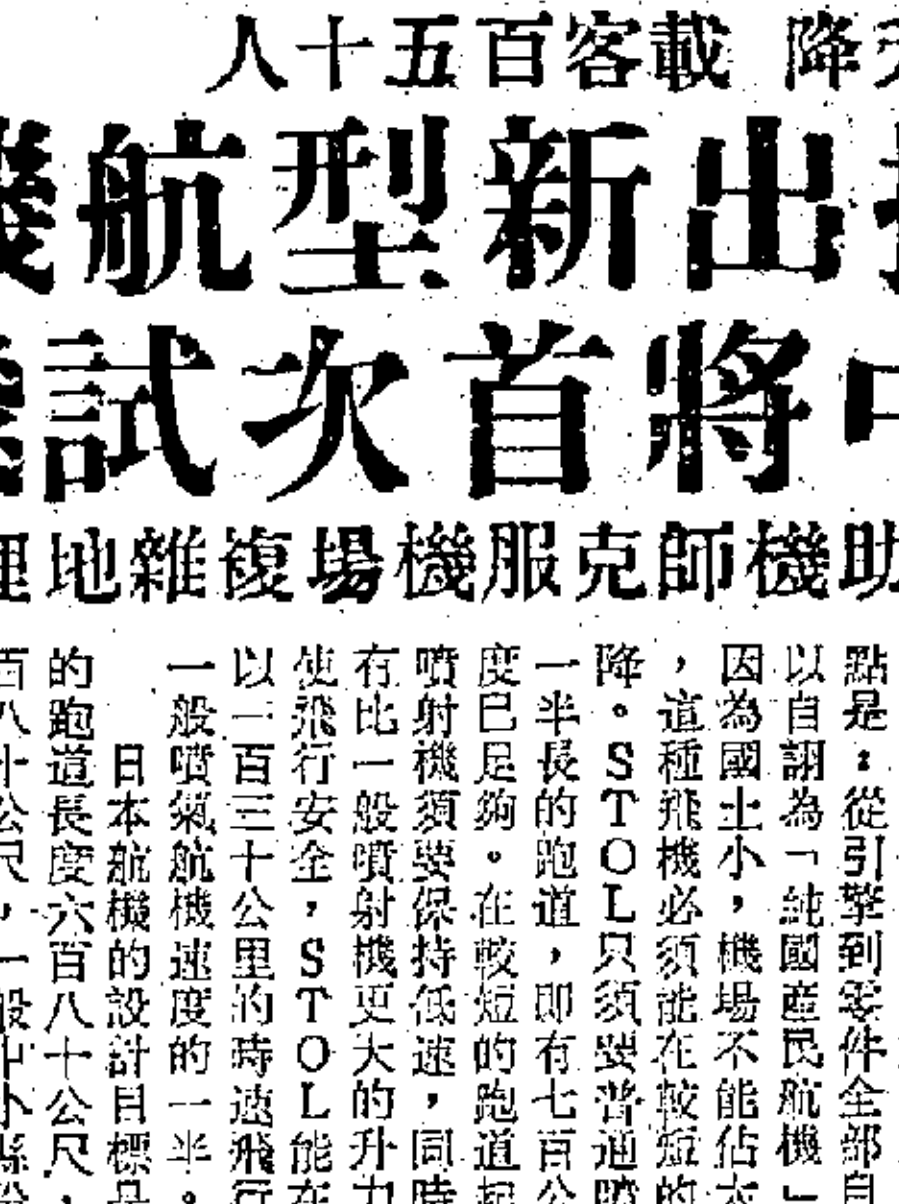 降 載客百五十人
出新型航機
中將首次試
助機師克服機場複雜地理
點是：從引擎到零件全部自
以自詡為「純國產民航機」
因為國土小，機場不能佔太
，這種飛機必須能在較短的
降。STOL只須要普通噴
一半長的跑道，即有七百公
度已足夠。在較短的跑道起
噴射機須要保持低速，同時
有比一般噴射機更大的升力
使飛行安全，STOL能在
以一百三十公里的時速飛行
一般噴氣航機速度的一半。
日本航機的設計目標是
的跑道長度六百八十公尺，
百八十公尺，一般中小縣